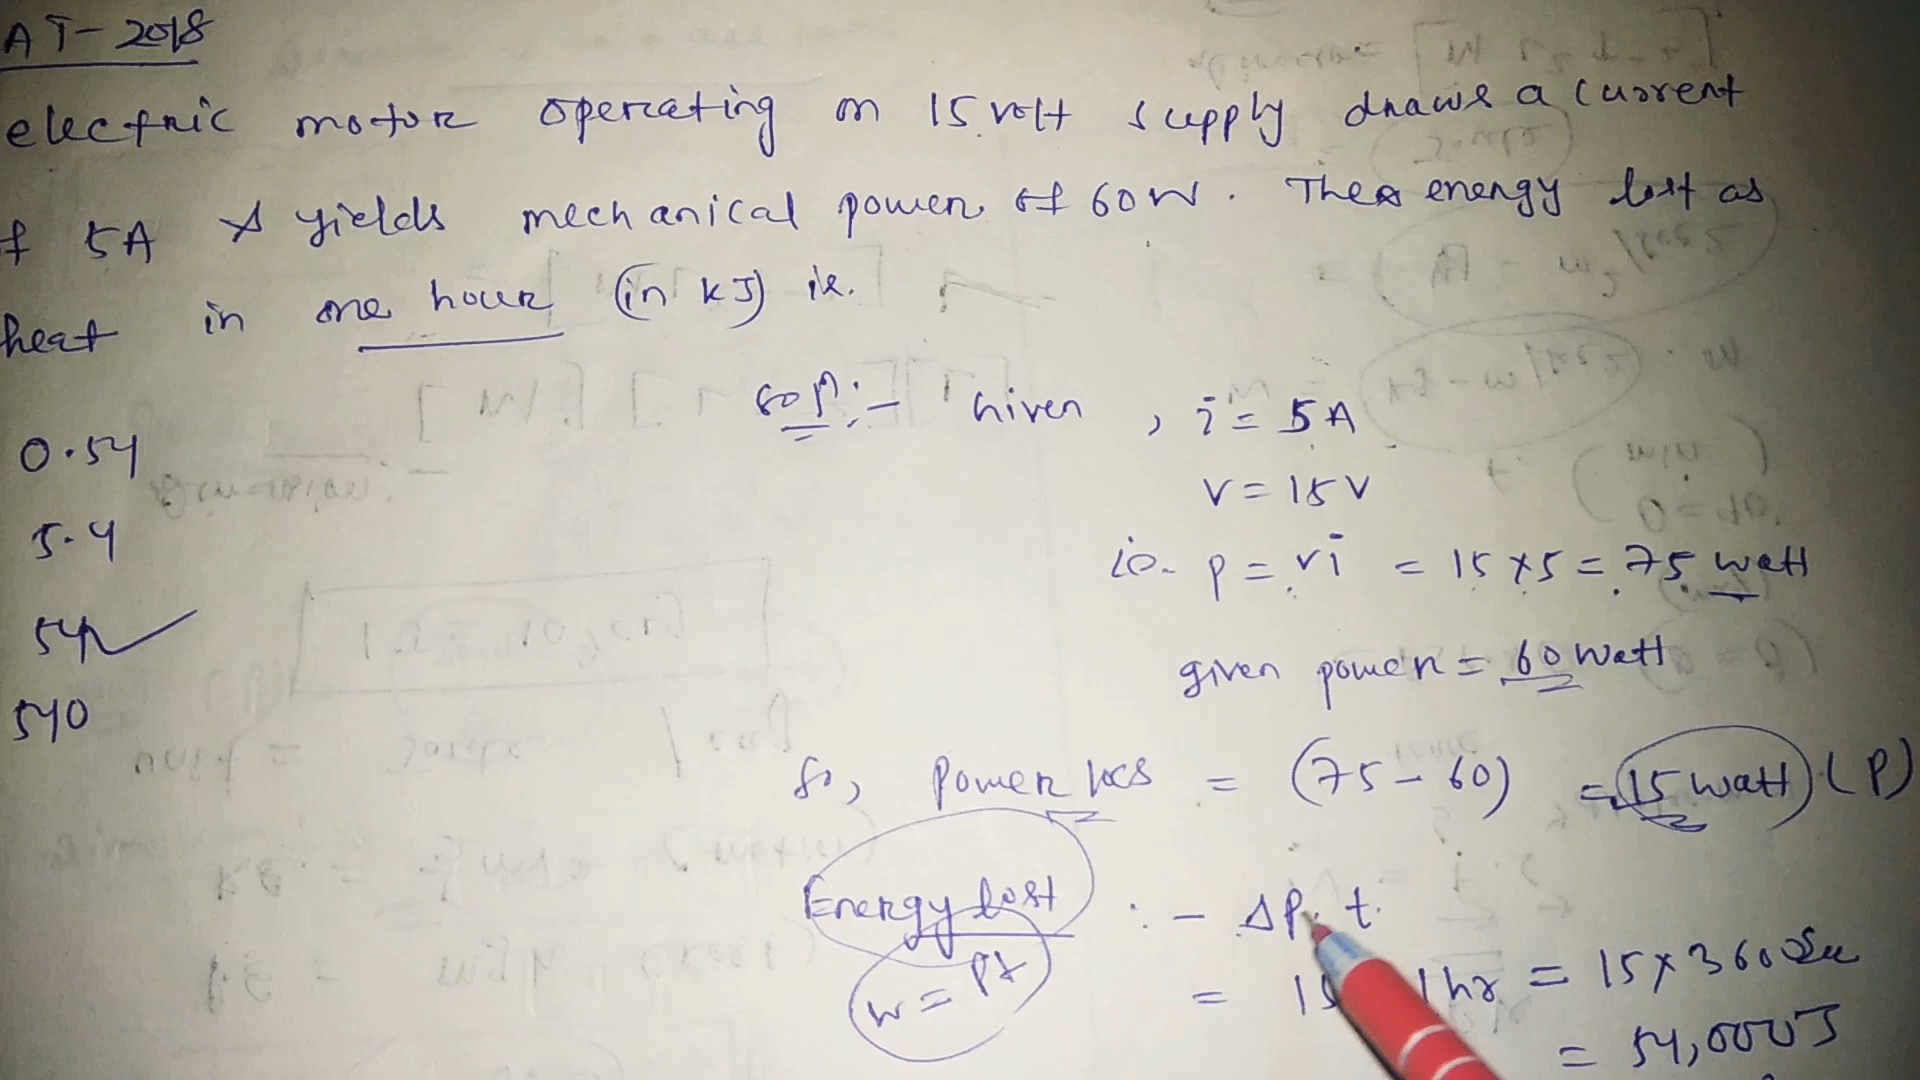 AT-2018
electric motor operating on 15 volt supply draws a current
of 5A & yields mechanical power of 60W. The energy lost as
heat in one hour (in kJ) is.
0.54
5.4
54
540
Soln:- Given, i = 5A
V = 15V
P = Vi = 15×5 = 75 watt
given power = 60 watt
So, Power loss = (75-60) = 15 watt (P)
Energy lost :- ΔP. t.
W = Pt
= 15 1hr = 15×3600 Sec
= 54,000J